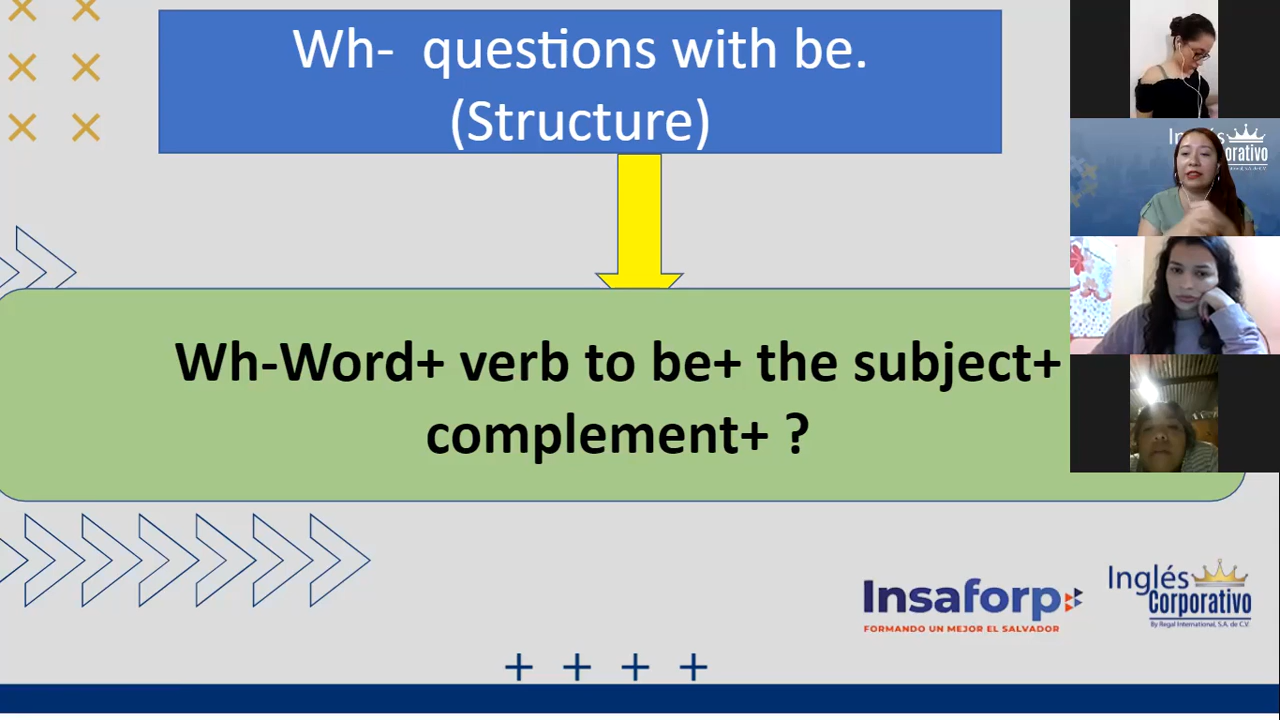 Wh- questions with be.
(Structure)
Wh-Word+ verb to be+ the subject+
complement+ ?
Insaforp
FORMANDO UN MEJOR EL SALVADOR
Inglés
Corporativo
By Regal International, S.A. de C.V.